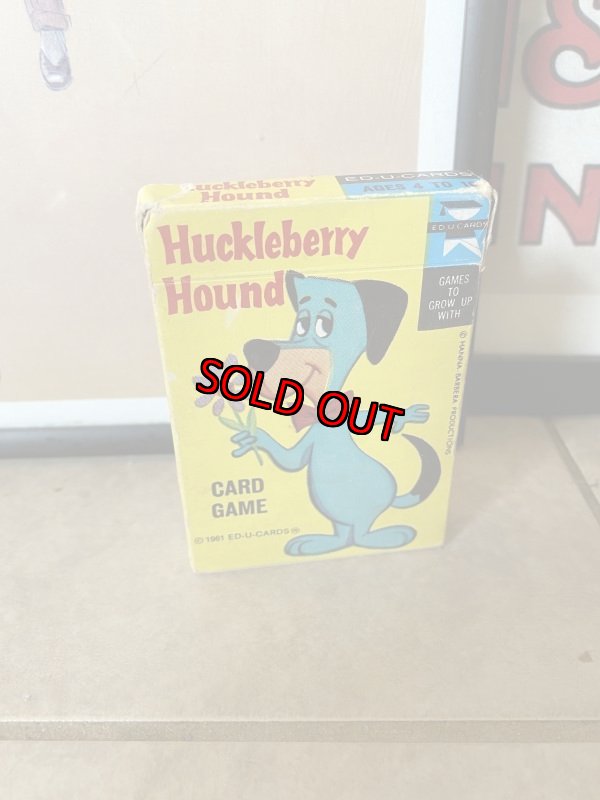 Huckleberry
Hound
ED-U-CARDS
AGES 4 TO
ED-U-CARDS
Huckleberry
Hound
GAMES
TO
GROW UP
WITH
© HANNA BARBERA PRODUCTIONS
SOLD OUT
CARD
GAME
© 1961 ED-U-CARDS ®
IN